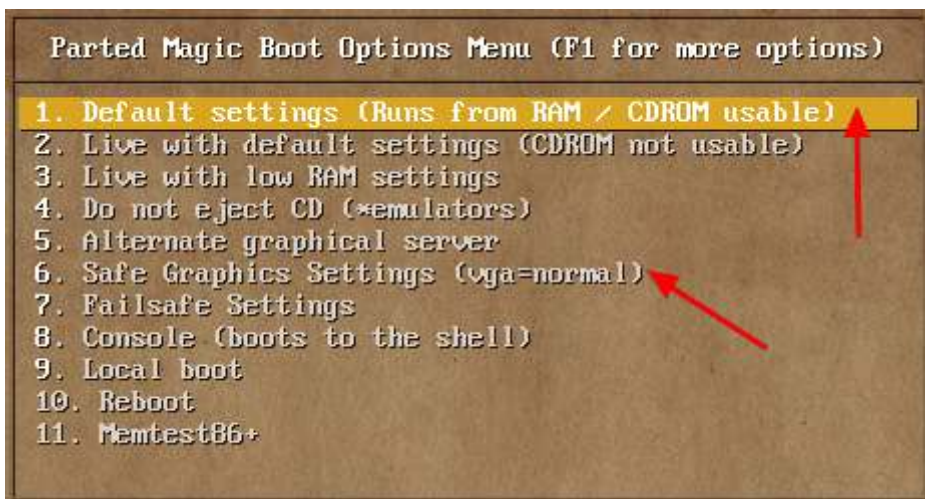 Parted Magic Boot Options Menu (F1 for more options)
1. Default settings (Runs from RAM / CDROM usable)
2. Live with default settings (CDROM not usable)
3. Live with low RAM settings
4. Do not eject CD (*emulators)
5. Alternate graphical server
6. Safe Graphics Settings (vga=normal)
7. Failsafe Settings
8. Console (boots to the shell)
9. Local boot
10. Reboot
11. Memtest86+